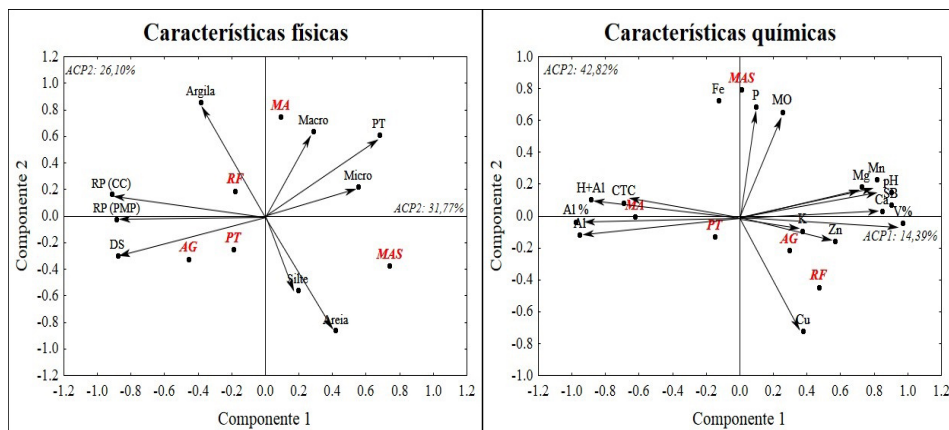 Características físicas
ACP2: 26,10%
Argila
MA
Macro
PT
RP (CC)
RF
Micro
RP (PMP)
ACP2: 31,77%
DS
AG
PT
MAS
Silte
Areia
1.2
1.0
0.8
0.6
0.4
0.2
0.0
-0.2
-0.4
-0.6
-0.8
-1.0
-1.2
Componente 2
-1.2 -1.0 -0.8 -0.6 -0.4 -0.2 0.0 0.2 0.4 0.6 0.8 1.0 1.2
Componente 1
Características químicas
ACP2: 42,82%
MAS
Fe
P
MO
Mn
Mg
pH
H+Al
CTC
SB
Ca
Al %
MA
V%
Al
K
ACP1: 14,39%
PT
AG
Zn
RF
Cu
1.0
0.8
0.6
0.4
0.2
0.0
-0.2
-0.4
-0.6
-0.8
-1.0
Componente 2
-1.2 -1.0 -0.8 -0.6 -0.4 -0.2 0.0 0.2 0.4 0.6 0.8 1.0 1.2
Componente 1